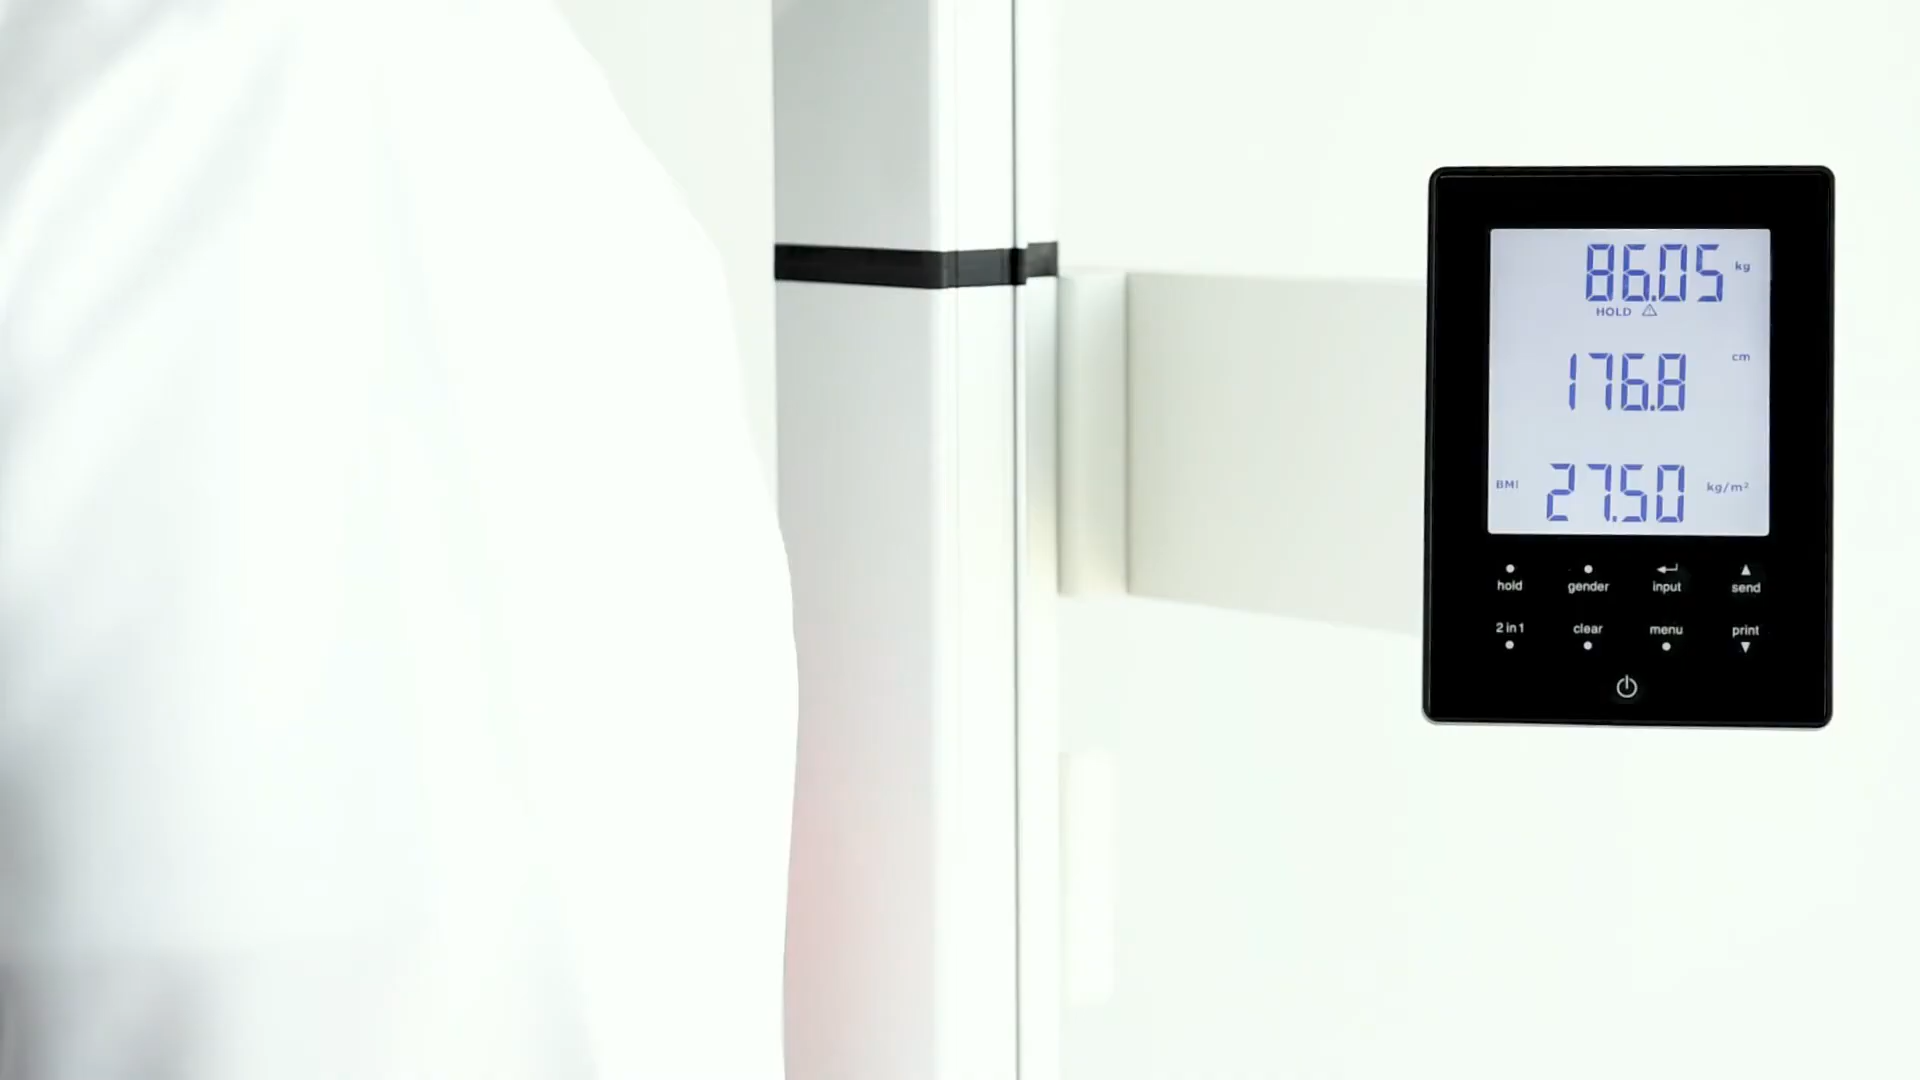 86.05 kg
HOLD
176.8 cm
BMI 27.50 kg/m²
hold gender input send
2 in 1 clear menu print